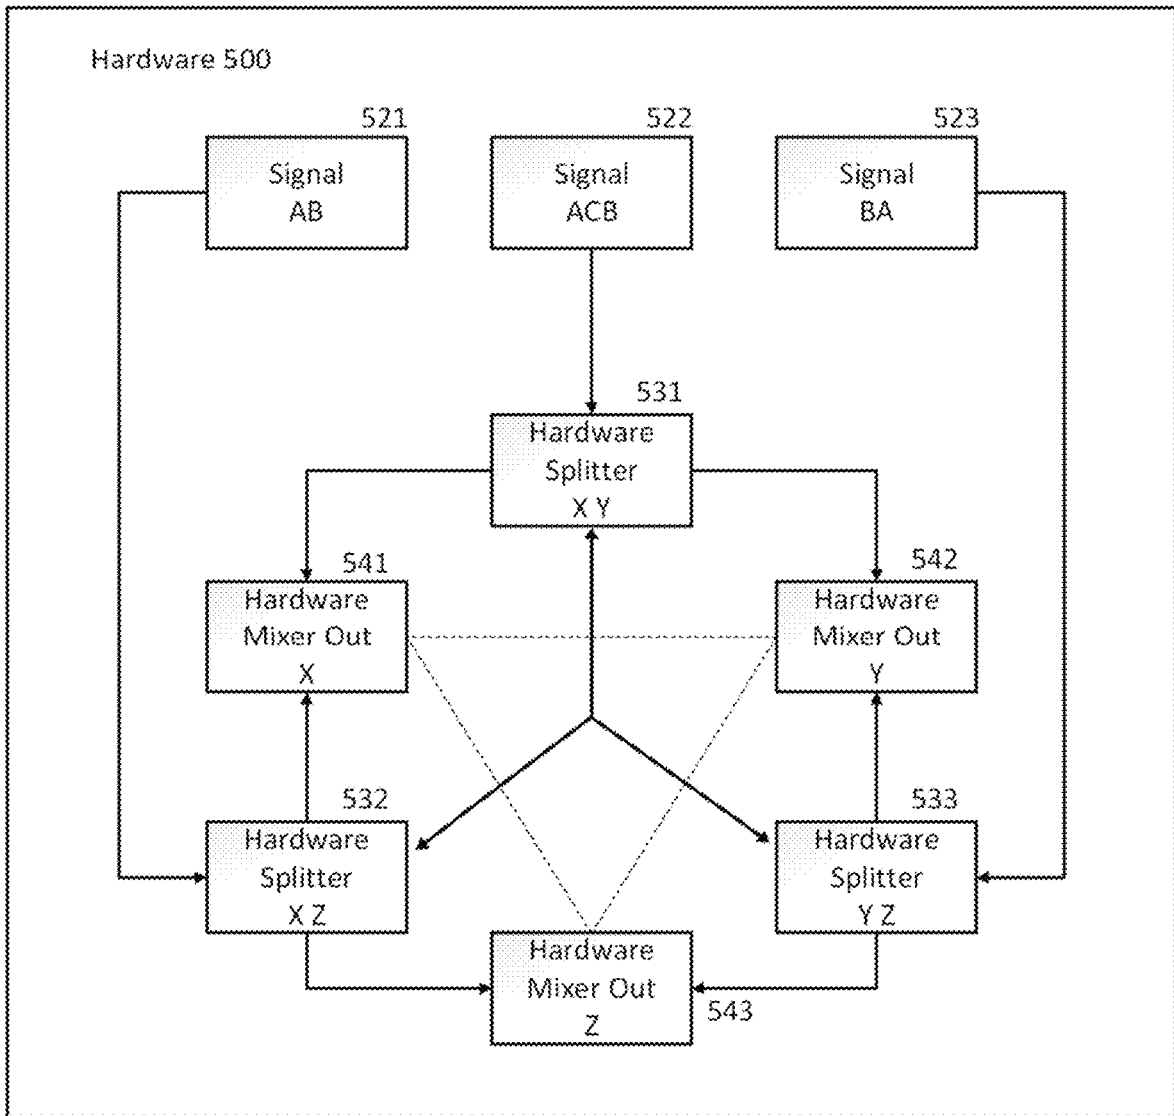 Hardware 500
521
522
523
Signal
AB
Signal
ACB
Signal
BA
531
Hardware
Splitter
X Y
541
542
Hardware
Mixer Out
X
Hardware
Mixer Out
Y
532
533
Hardware
Splitter
X Z
Hardware
Splitter
Y Z
Hardware
Mixer Out
Z
543